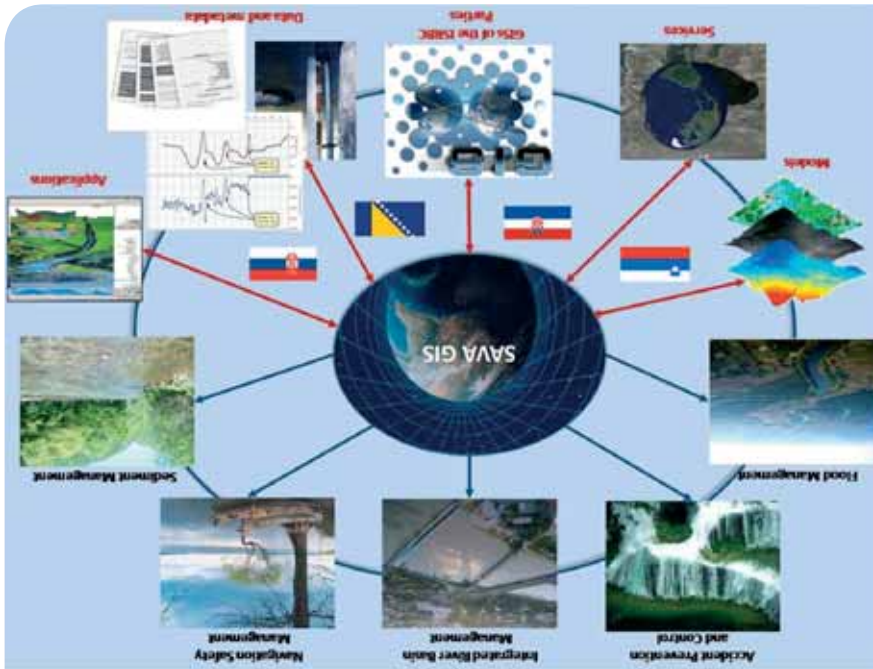 Accident Prevention
and Control
Integrated River Basin
Management
Navigation Safety
Management
Flood Management
Sediment Management
SAVA GIS
Models
Applications
GIS
Services
GISs of the ISRBC
Parties
Data and metadata